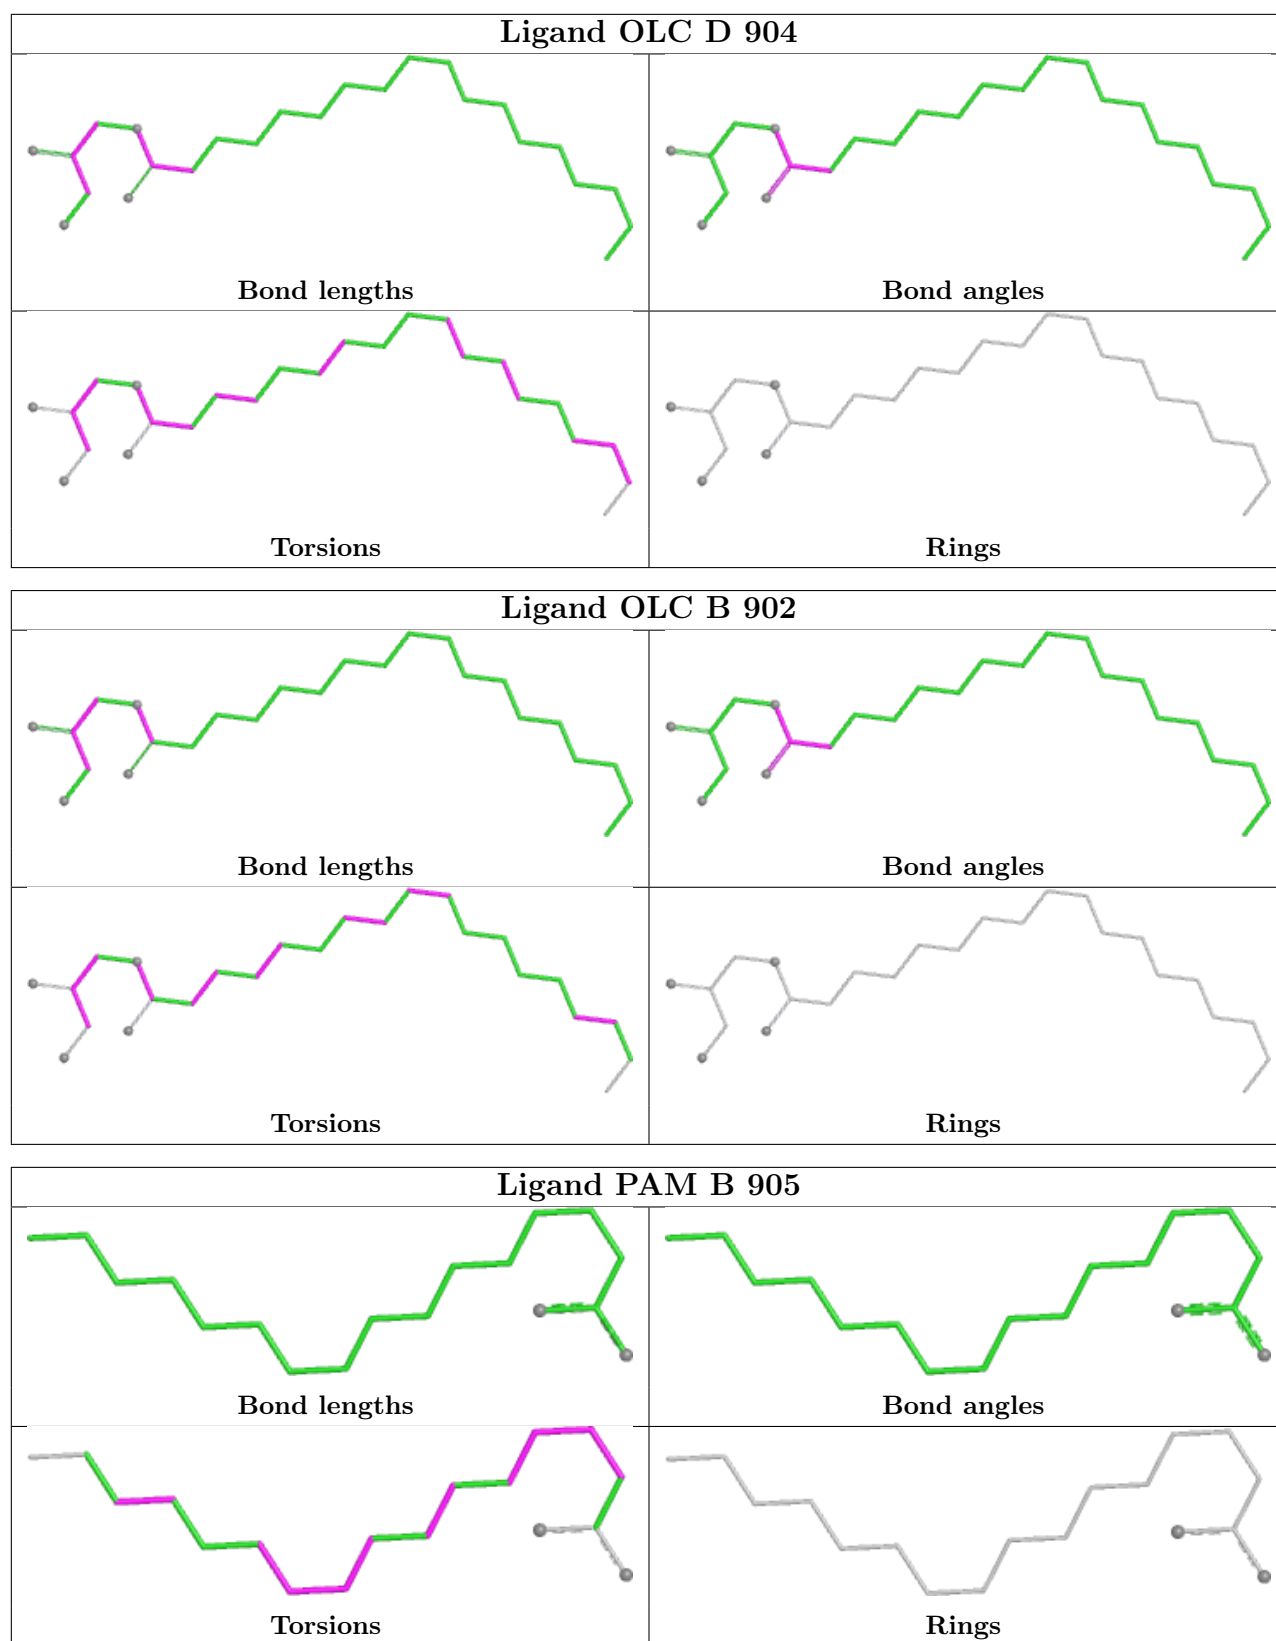 Ligand OLC D 904
Bond lengths
Bond angles
Torsions
Rings
Ligand OLC B 902
Bond lengths
Bond angles
Torsions
Rings
Ligand PAM B 905
Bond lengths
Bond angles
Torsions
Rings